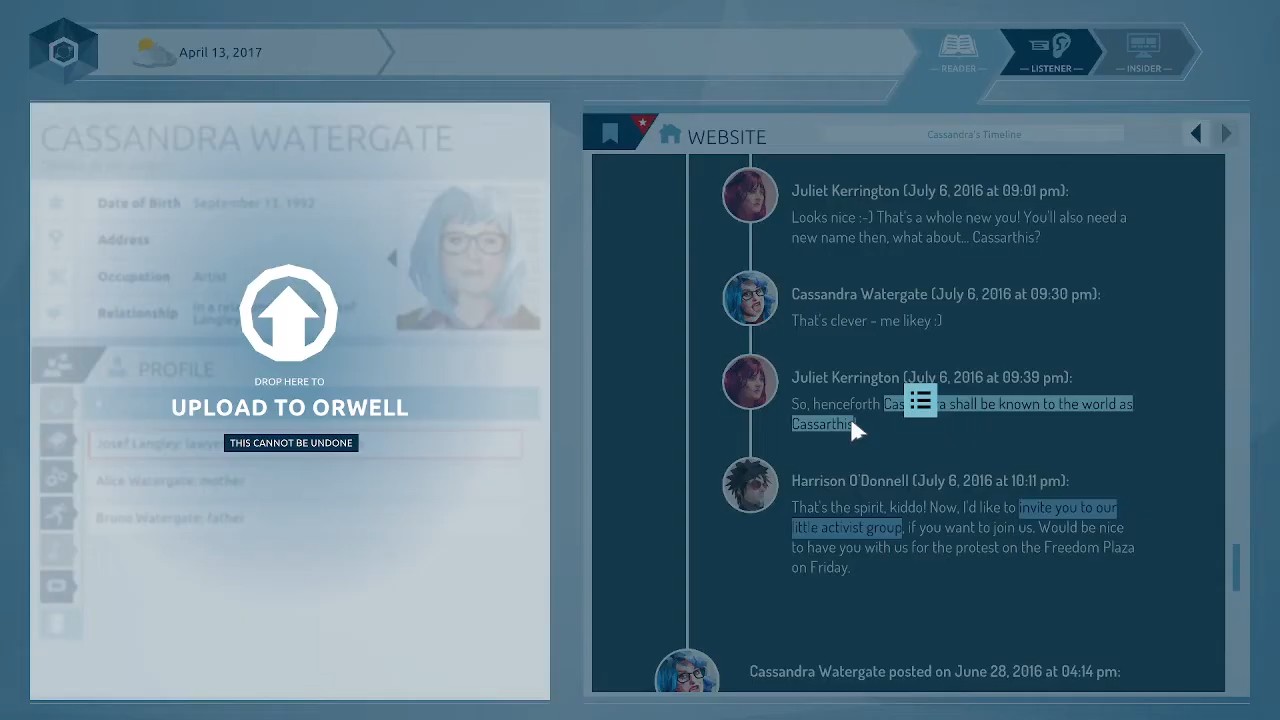 April 13, 2017
READER
LISTENER
INSIDER
CASSANDRA WATERGATE
Date of Birth September 13, 1992
Address
Occupation Artist
Relationship In a of
Langley
PROFILE
DROP HERE TO
UPLOAD TO ORWELL
THIS CANNOT BE UNDONE
Josef Langley: lawyer
Alice Watergate: mother
Bruno Watergate: father
WEBSITE
Cassandra's Timeline
Juliet Kerrington (July 6, 2016 at 09:01 pm):
Looks nice :-) That's a whole new you! You'll also need a
new name then, what about... Cassarthis?
Cassandra Watergate (July 6, 2016 at 09:30 pm):
That's clever - me likey :)
Juliet Kerrington (July 6, 2016 at 09:39 pm):
So, henceforth Cas a shall be known to the world as
Cassarthis
Harrison O'Donnell (July 6, 2016 at 10:11 pm):
That's the spirit, kiddo! Now, I'd like to invite you to our
little activist group, if you want to join us. Would be nice
to have you with us for the protest on the Freedom Plaza
on Friday.
Cassandra Watergate posted on June 28, 2016 at 04:14 pm: